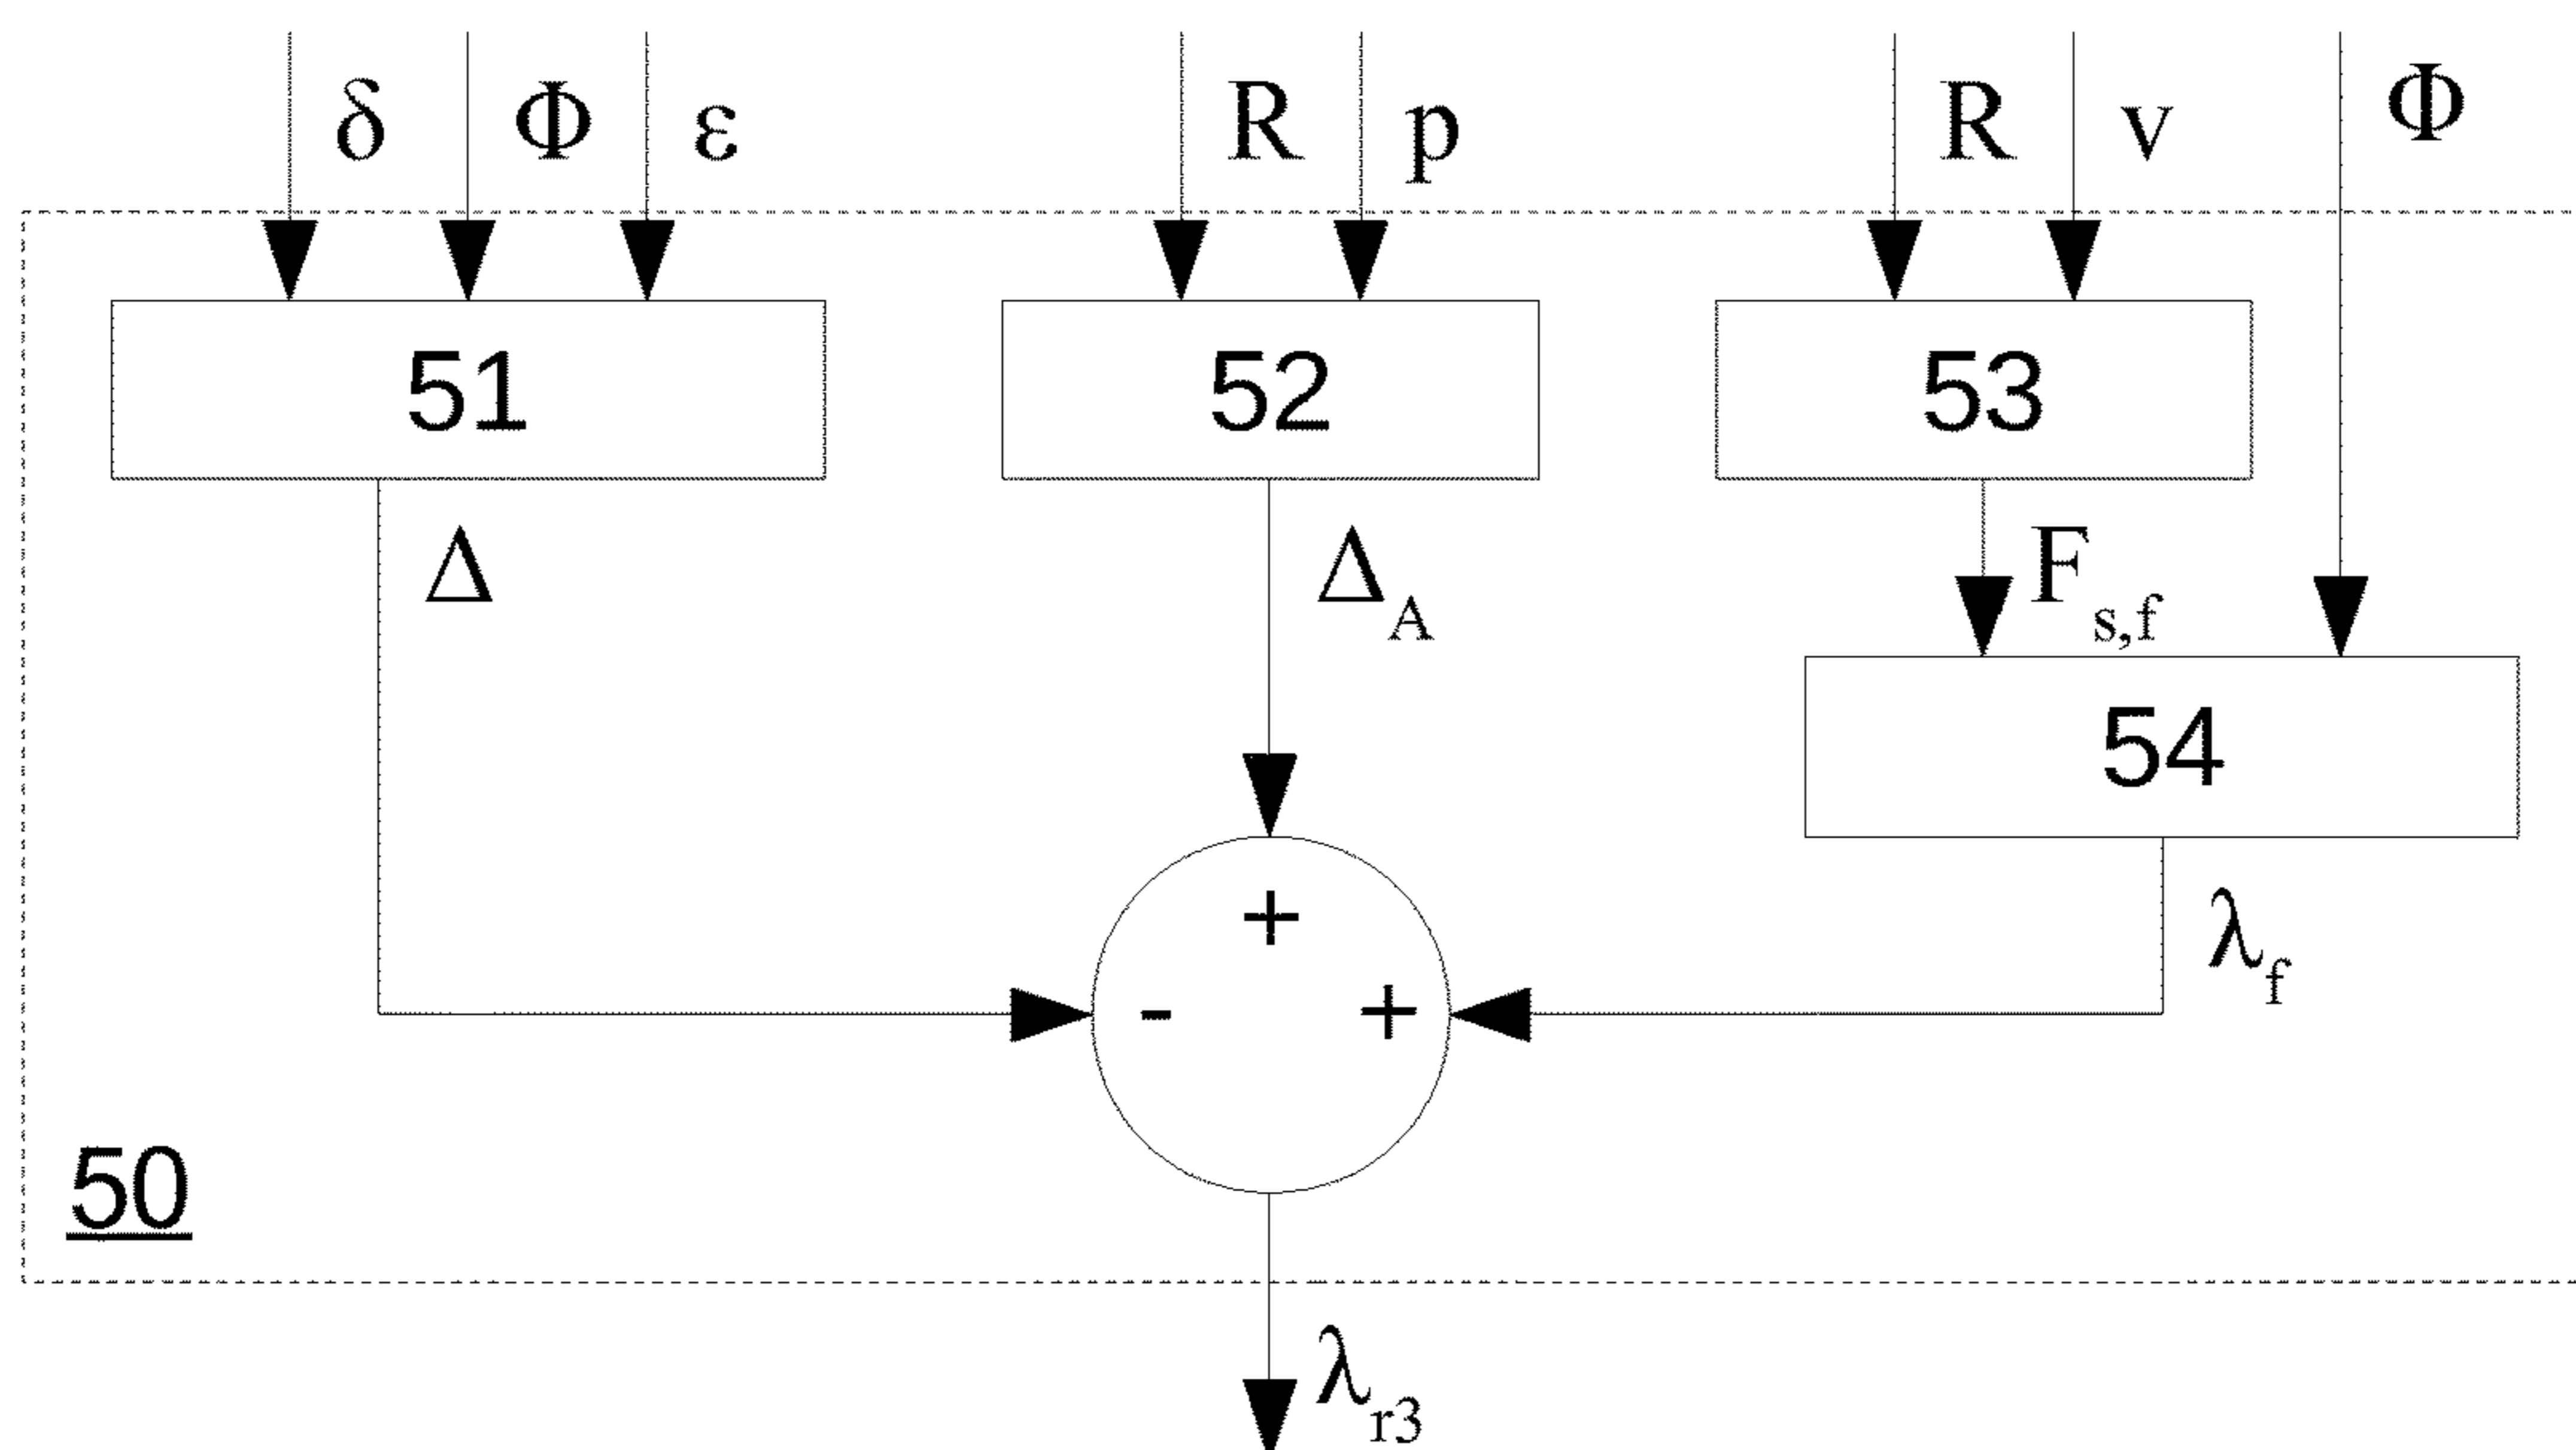 δ Φ ε R p R v Φ
51 52 53
Δ Δ_A F_s,f
54
+
- +
λ_f
50
λ_r3